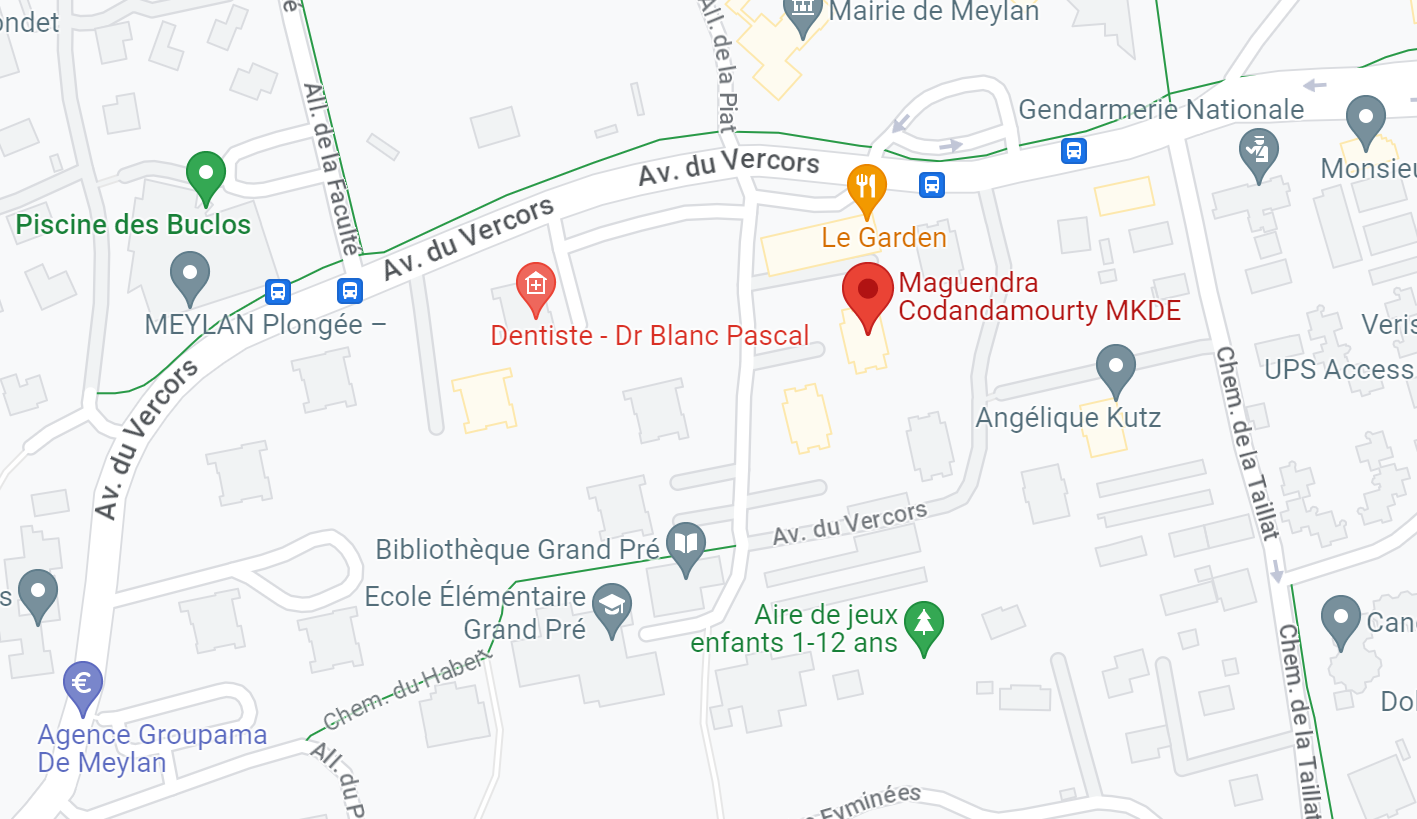 ondet
Mairie de Meylan
All. de la Piat
All. de la Faculté
Gendarmerie Nationale
Monsieu
Av. du Vercors
Piscine des Buclos
Av. du Vercors
Le Garden
MEYLAN Plongée –
Dentiste - Dr Blanc Pascal
Maguendra
Codandamourty MKDE
Veris
UPS Access
Angélique Kutz
Chem. de la Taillat
Av. du Vercors
Av. du Vercors
Bibliothèque Grand Pré
Ecole Élémentaire
Grand Pré
s
Aire de jeux
enfants 1-12 ans
Chem. du Habert
Chem. de la Taillat
Can
Dol
€
Agence Groupama
De Meylan
All. du P
Eyminées